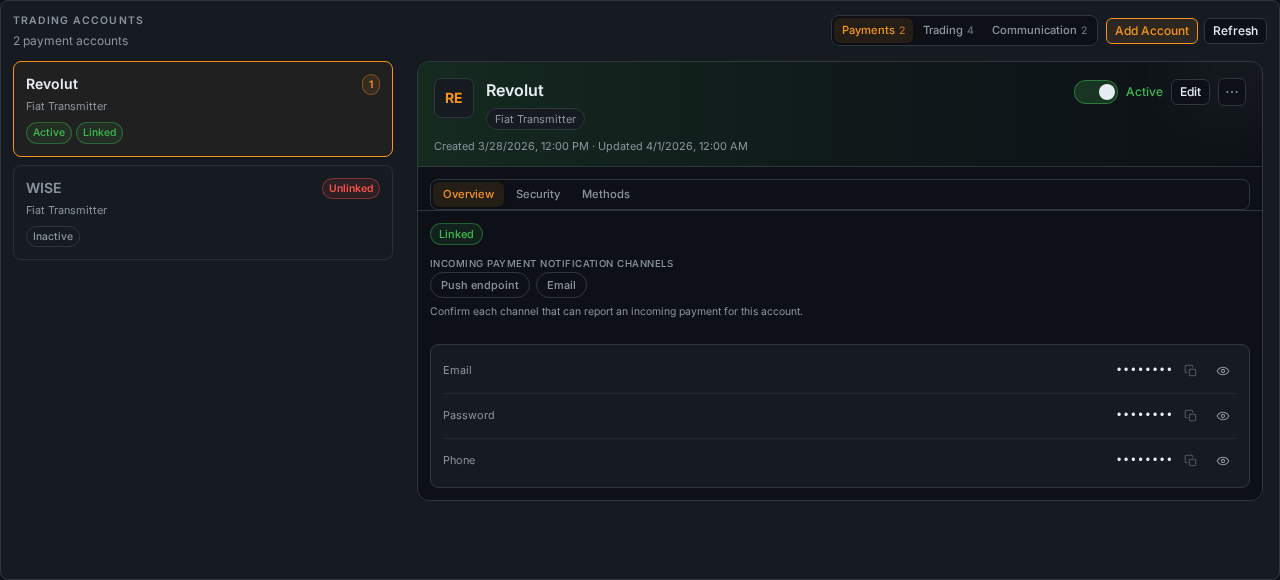 TRADING ACCOUNTS
2 payment accounts
Payments 2 Trading 4 Communication 2 Add Account Refresh
Revolut 1
Fiat Transmitter
Active Linked
WISE Unlinked
Fiat Transmitter
Inactive
RE Revolut Active Edit ···
Fiat Transmitter
Created 3/28/2026, 12:00 PM · Updated 4/1/2026, 12:00 AM
Overview Security Methods
Linked
INCOMING PAYMENT NOTIFICATION CHANNELS
Push endpoint Email
Confirm each channel that can report an incoming payment for this account.
Email ••••••••
Password ••••••••
Phone ••••••••